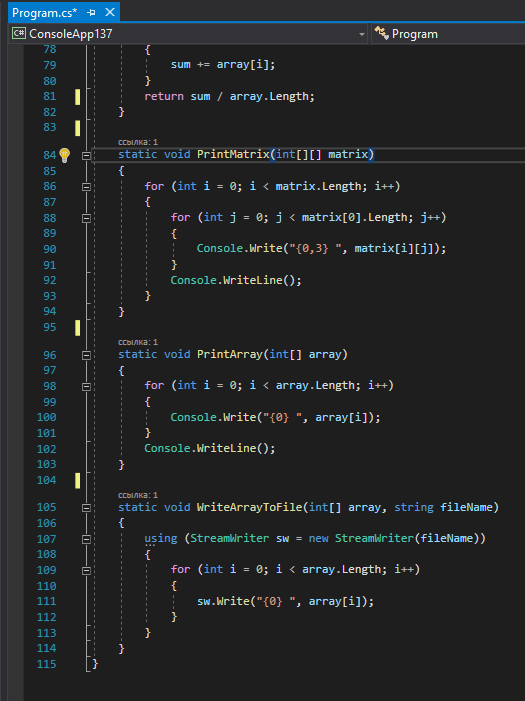 Program.cs*
ConsoleApp137 Program
78 {
79 sum += array[i];
80 }
81 return sum / array.Length;
82 }
83
ссылка: 1
84 static void PrintMatrix(int[][] matrix)
85 {
86 for (int i = 0; i < matrix.Length; i++)
87 {
88 for (int j = 0; j < matrix[0].Length; j++)
89 {
90 Console.Write("{0,3} ", matrix[i][j]);
91 }
92 Console.WriteLine();
93 }
94 }
95
ссылка: 1
96 static void PrintArray(int[] array)
97 {
98 for (int i = 0; i < array.Length; i++)
99 {
100 Console.Write("{0} ", array[i]);
101 }
102 Console.WriteLine();
103 }
104
ссылка: 1
105 static void WriteArrayToFile(int[] array, string fileName)
106 {
107 using (StreamWriter sw = new StreamWriter(fileName))
108 {
109 for (int i = 0; i < array.Length; i++)
110 {
111 sw.Write("{0} ", array[i]);
112 }
113 }
114 }
115 }